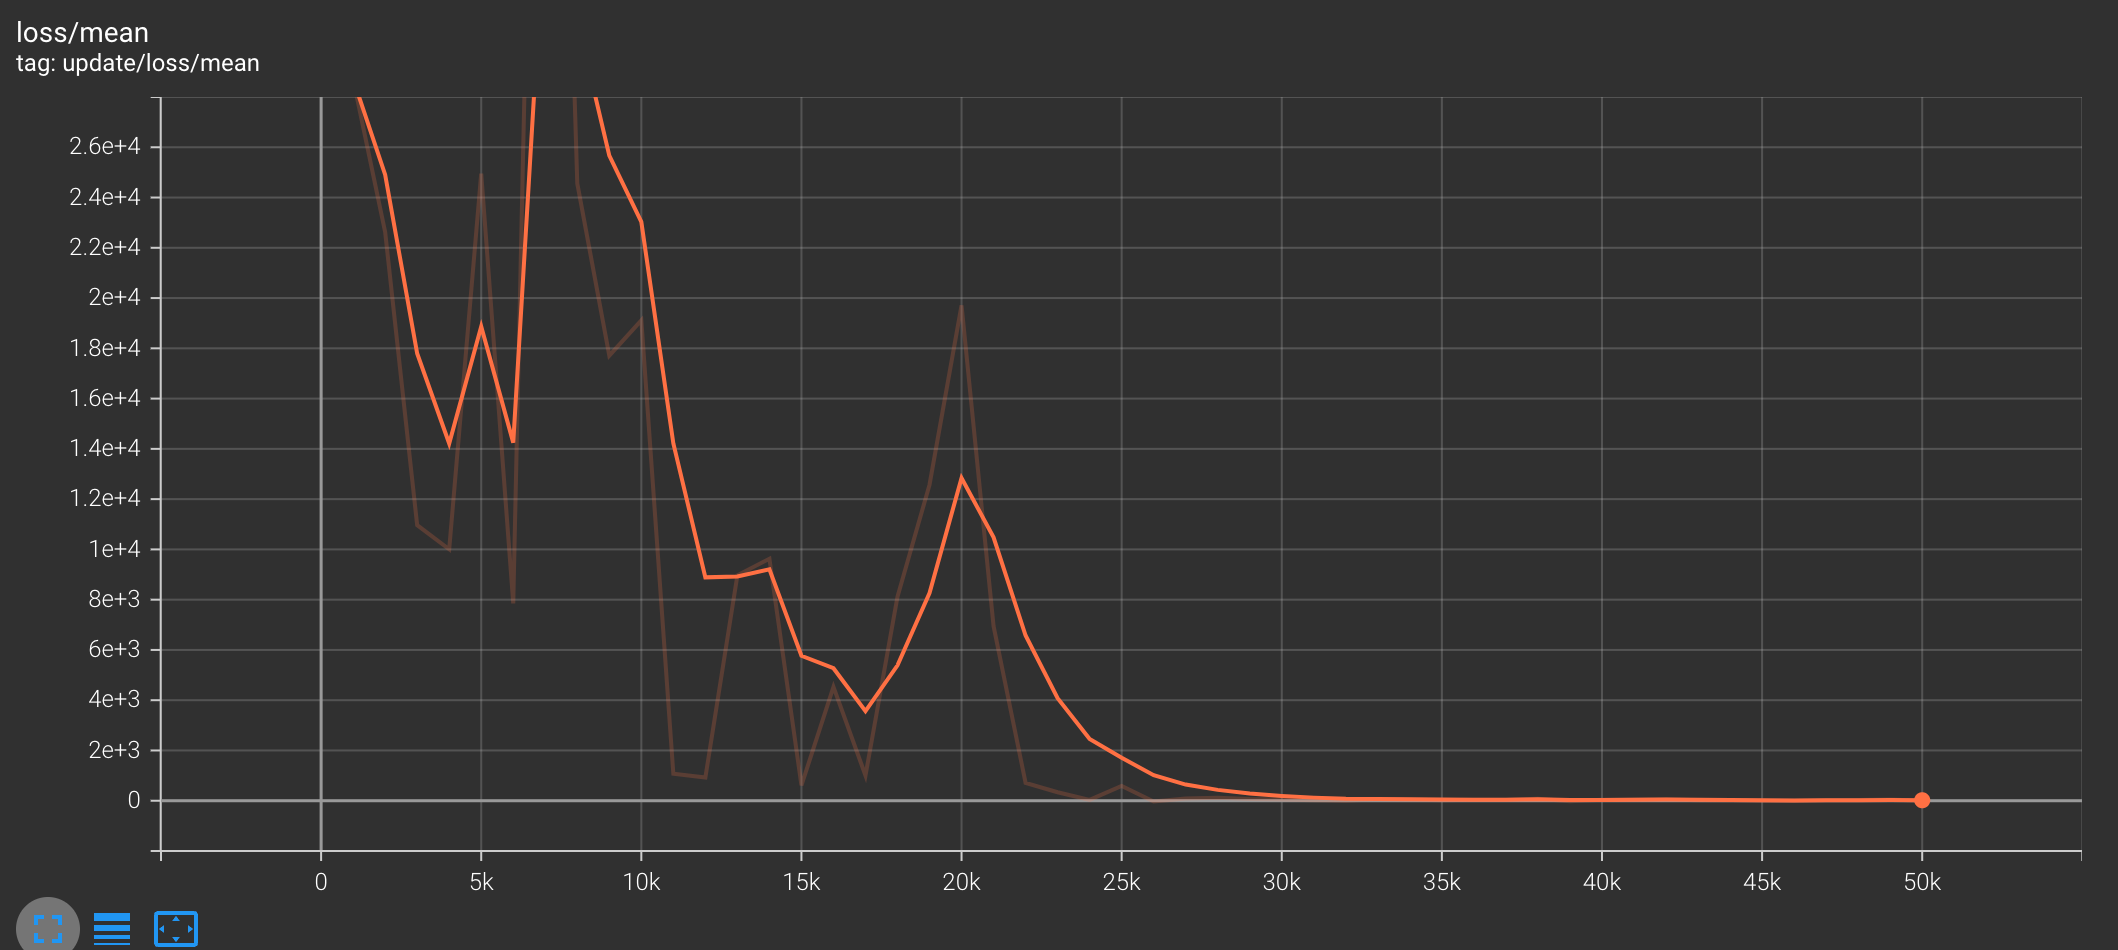 loss/mean
tag: update/loss/mean
2.6e+4
2.4e+4
2.2e+4
2e+4
1.8e+4
1.6e+4
1.4e+4
1.2e+4
1e+4
8e+3
6e+3
4e+3
2e+3
0
0 5k 10k 15k 20k 25k 30k 35k 40k 45k 50k